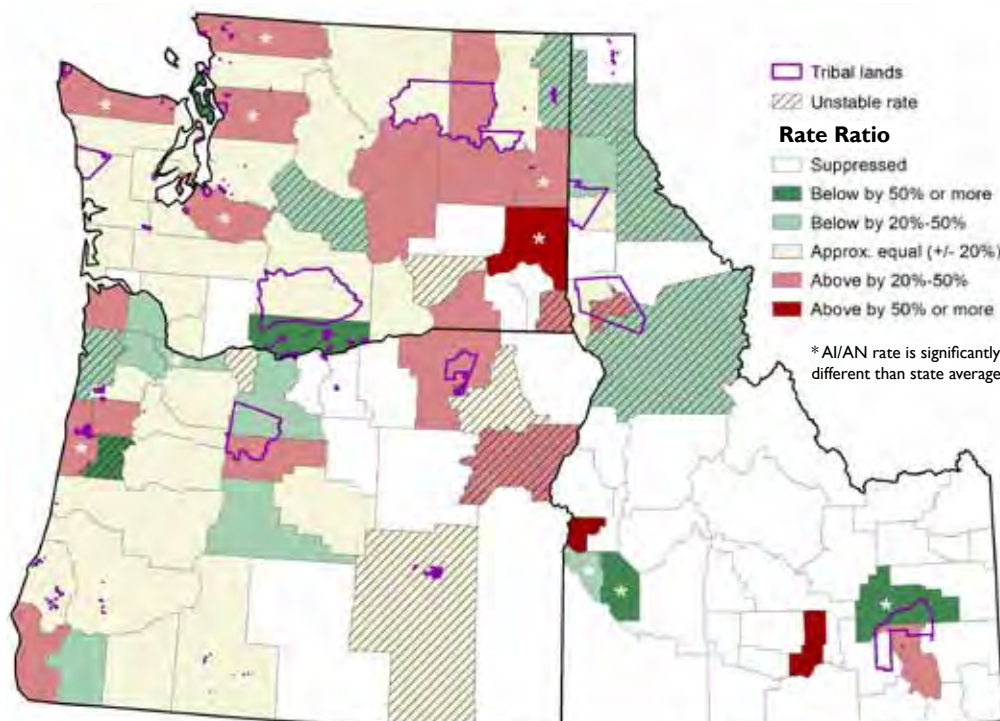 Tribal lands
Unstable rate
Rate Ratio
Suppressed
Below by 50% or more
Below by 20%-50%
Approx. equal (+/- 20%)
Above by 20%-50%
Above by 50% or more
* AI/AN rate is significantly
different than state average